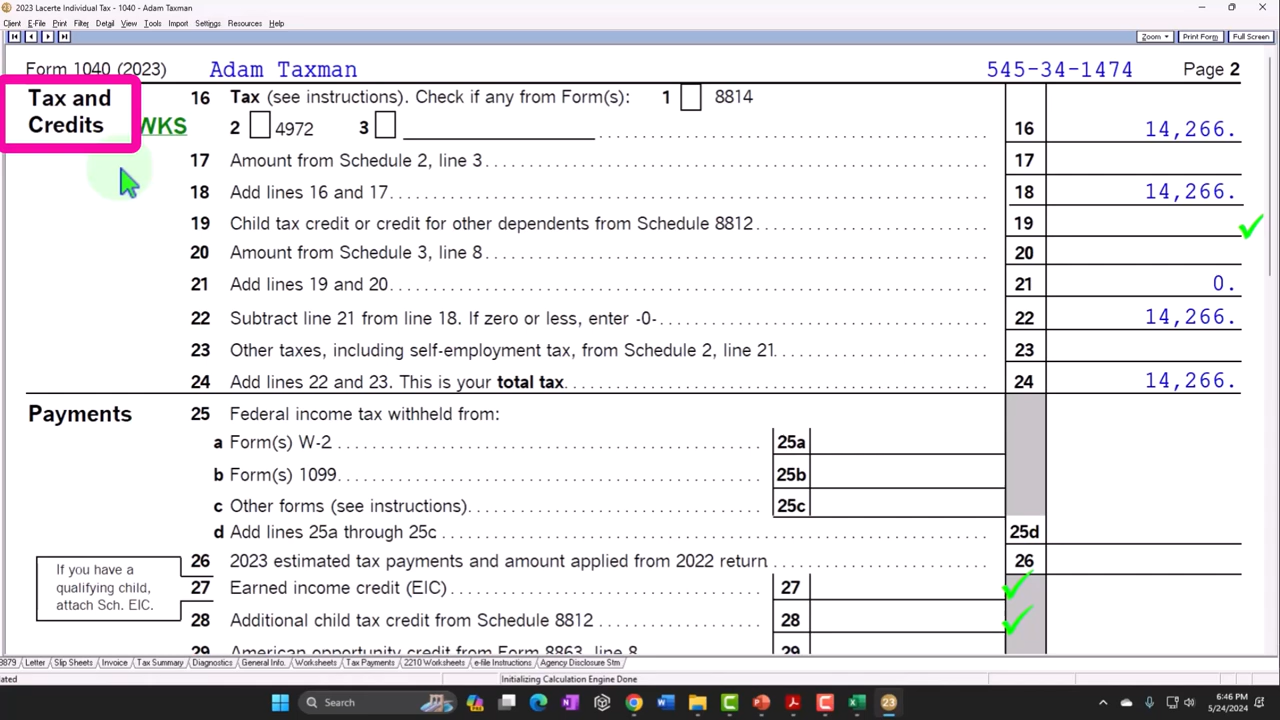 2023 Lacerte Individual Tax - 1040 - Adam Taxman
Client E-File Print Filter Detail View Tools Import Settings Resources Help
Zoom Print Form Full Screen
Form 1040 (2023) Adam Taxman 545-34-1474 Page 2
Tax and Credits
WKS
16 Tax (see instructions). Check if any from Form(s): 1 8814
2 4972 3 16 14,266.
17 Amount from Schedule 2, line 3 17
18 Add lines 16 and 17 18 14,266.
19 Child tax credit or credit for other dependents from Schedule 8812 19
20 Amount from Schedule 3, line 8 20
21 Add lines 19 and 20 21 0.
22 Subtract line 21 from line 18. If zero or less, enter -0- 22 14,266.
23 Other taxes, including self-employment tax, from Schedule 2, line 21 23
24 Add lines 22 and 23. This is your total tax 24 14,266.
Payments 25 Federal income tax withheld from:
a Form(s) W-2 25a
b Form(s) 1099 25b
c Other forms (see instructions) 25c
d Add lines 25a through 25c 25d
26 2023 estimated tax payments and amount applied from 2022 return 26
If you have a
qualifying child,
attach Sch. EIC.
27 Earned income credit (EIC) 27
28 Additional child tax credit from Schedule 8812 28
29 American opportunity credit from Form 8863, line 8 29
8879 Letter Slip Sheets Invoice Tax Summary Diagnostics General Info. Worksheets Tax Payments 2210 Worksheets e-file Instructions Agency Disclosure Stm
Initializing Calculation Engine Done
Search
23
6:46 PM
5/24/2024